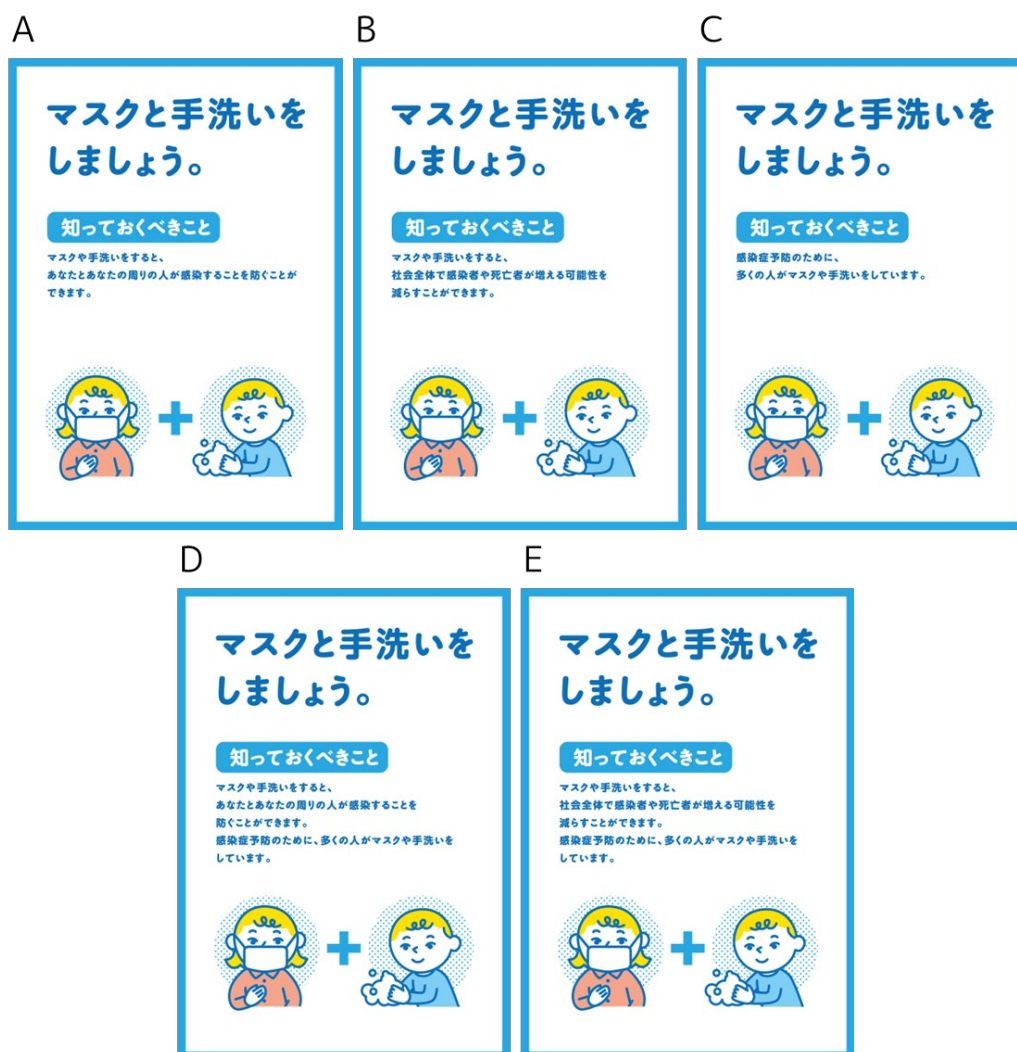 A
マスクと手洗いを
しましょう。
知っておくべきこと
マスクや手洗いをすると、
あなたとあなたの周りの人が感染することを防ぐことが
できます。
B
マスクと手洗いを
しましょう。
知っておくべきこと
マスクや手洗いをすると、
社会全体で感染者や死亡者が増える可能性を
減らすことができます。
C
マスクと手洗いを
しましょう。
知っておくべきこと
感染症予防のために、
多くの人がマスクや手洗いをしています。
D
マスクと手洗いを
しましょう。
知っておくべきこと
マスクや手洗いをすると、
あなたとあなたの周りの人が感染することを
防ぐことができます。
感染症予防のために、多くの人がマスクや手洗いを
しています。
E
マスクと手洗いを
しましょう。
知っておくべきこと
マスクや手洗いをすると、
社会全体で感染者や死亡者が増える可能性を
減らすことができます。
感染症予防のために、多くの人がマスクや手洗いを
しています。